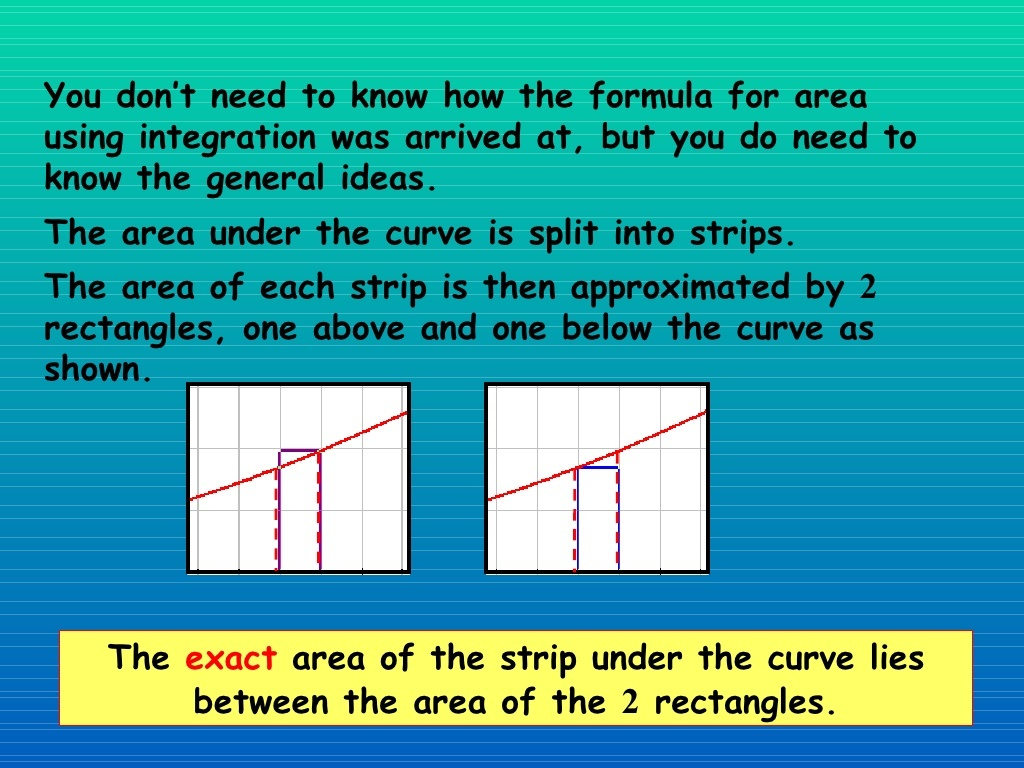 You don’t need to know how the formula for area
using integration was arrived at, but you do need to
know the general ideas.
The area under the curve is split into strips.
The area of each strip is then approximated by 2
rectangles, one above and one below the curve as
shown.
The exact area of the strip under the curve lies
between the area of the 2 rectangles.